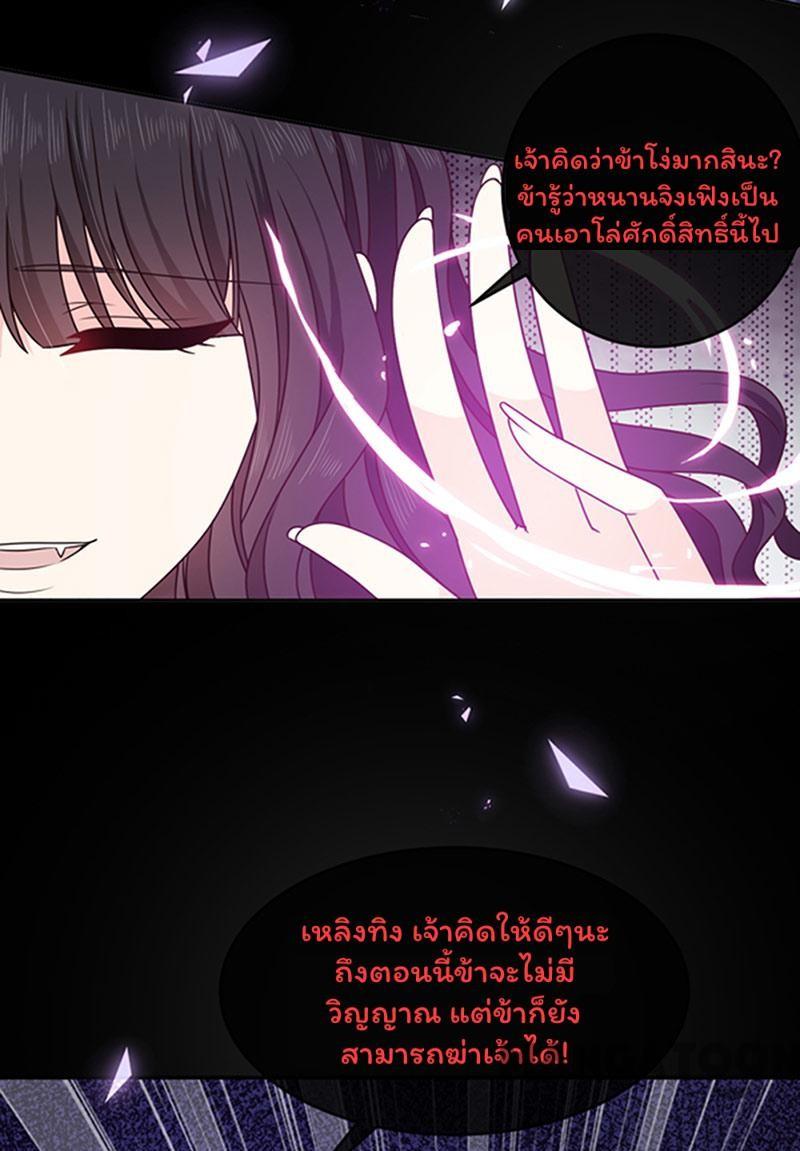 เจ้าคิดว่าข้าโง่มากสินะ?
ข้ารู้ว่าหนานจิงเฟิงเป็น
คนเอาโล่ศักดิ์สิทธิ์นี้ไป
เหลิงทิง เจ้าคิดให้ดีๆนะ
ถึงตอนนี้ข้าจะไม่มี
วิญญาณ แต่ข้าก็ยัง
สามารถฆ่าเจ้าได้!